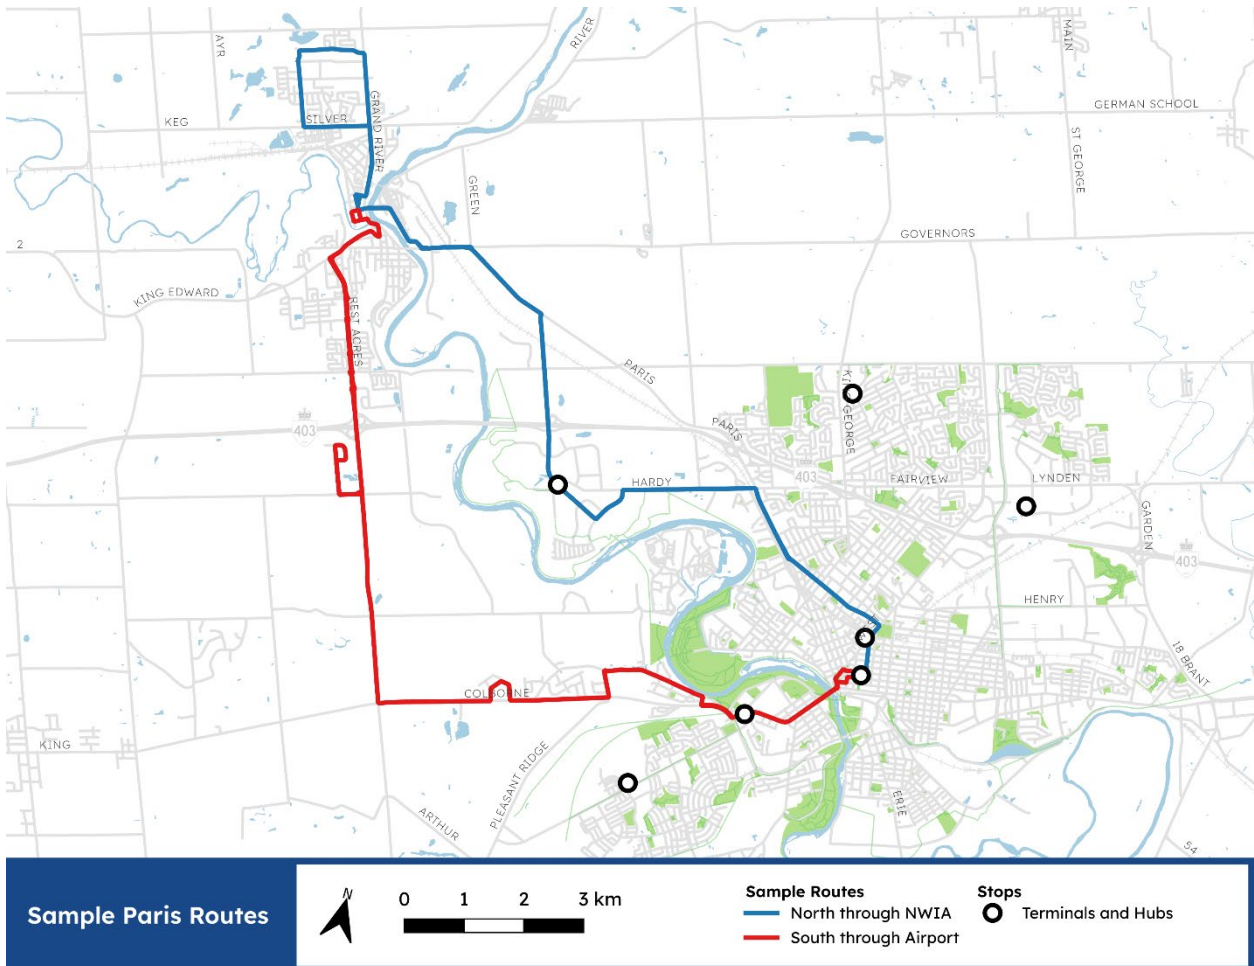 RIVER
MAIN
AYR
GRAND RIVER
GERMAN SCHOOL
KEG
SILVER
ST GEORGE
GREEN
GOVERNORS
2
KING EDWARD
REST ACRES
PARIS
KING GEORGE
PARIS
403
403
FAIRVIEW
LYNDEN
HARDY
GARDEN
403
HENRY
18 BRANT
COLBORNE
KING
PLEASANT RIDGE
ARTHUR
ERIE
54
Sample Paris Routes
N
0 1 2 3 km
Sample Routes
North through NWIA
South through Airport
Stops
Terminals and Hubs